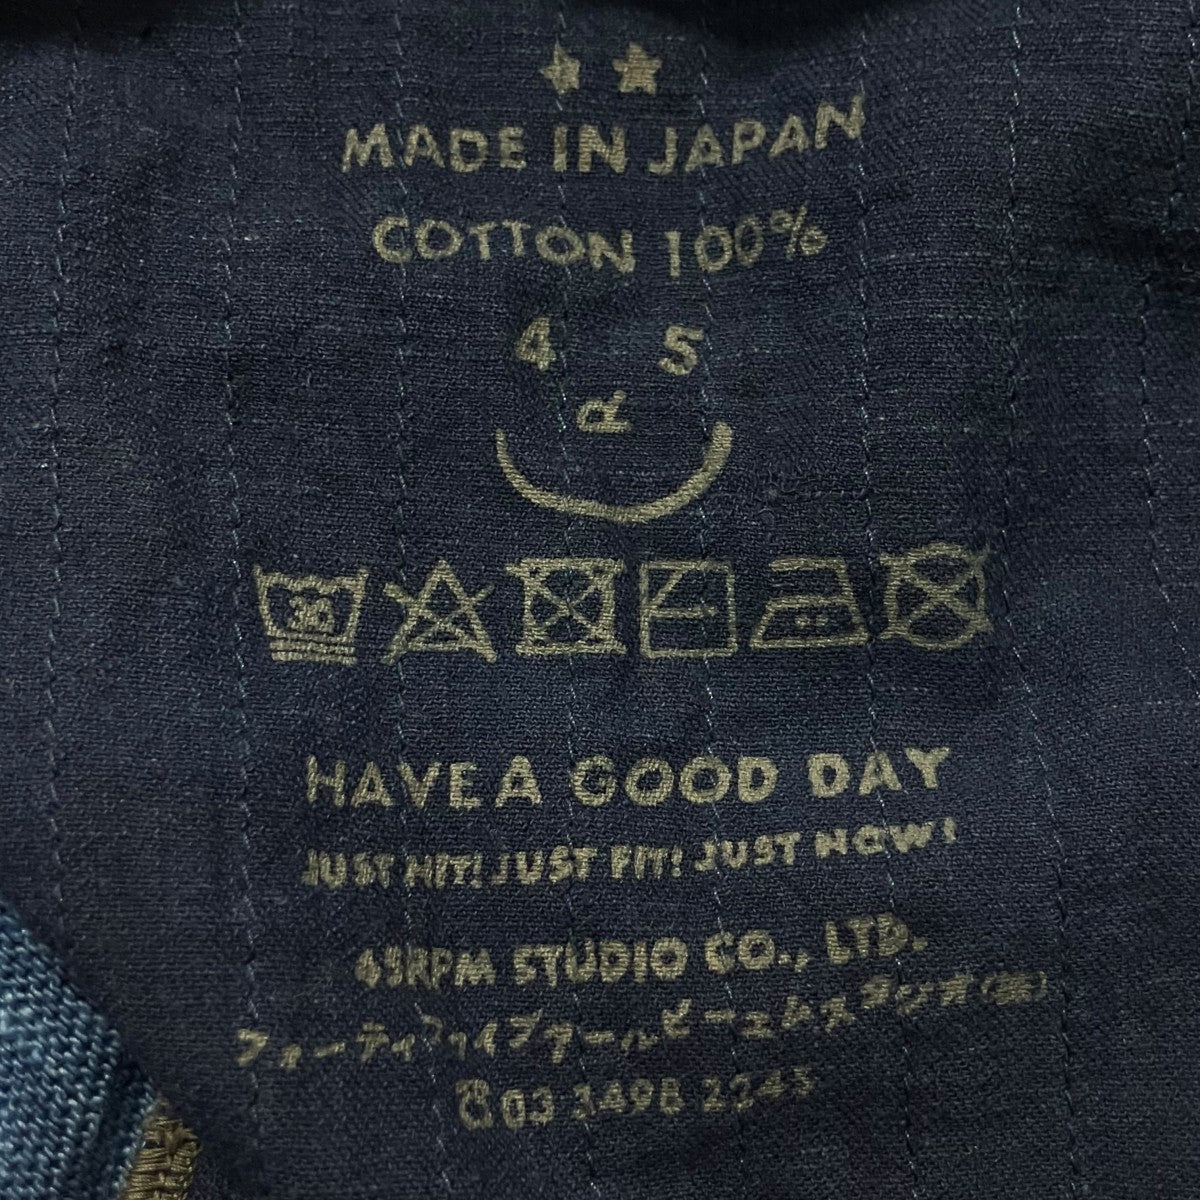 ★★
MADE IN JAPAN
COTTON 100%
4 S
R
30
HAVE A GOOD DAY
JUST HIT! JUST FIT! JUST NOW!
45RPM STUDIO CO., LTD.
フォーティファイブアールピーエムスタジオ(株)
03 3498 2245